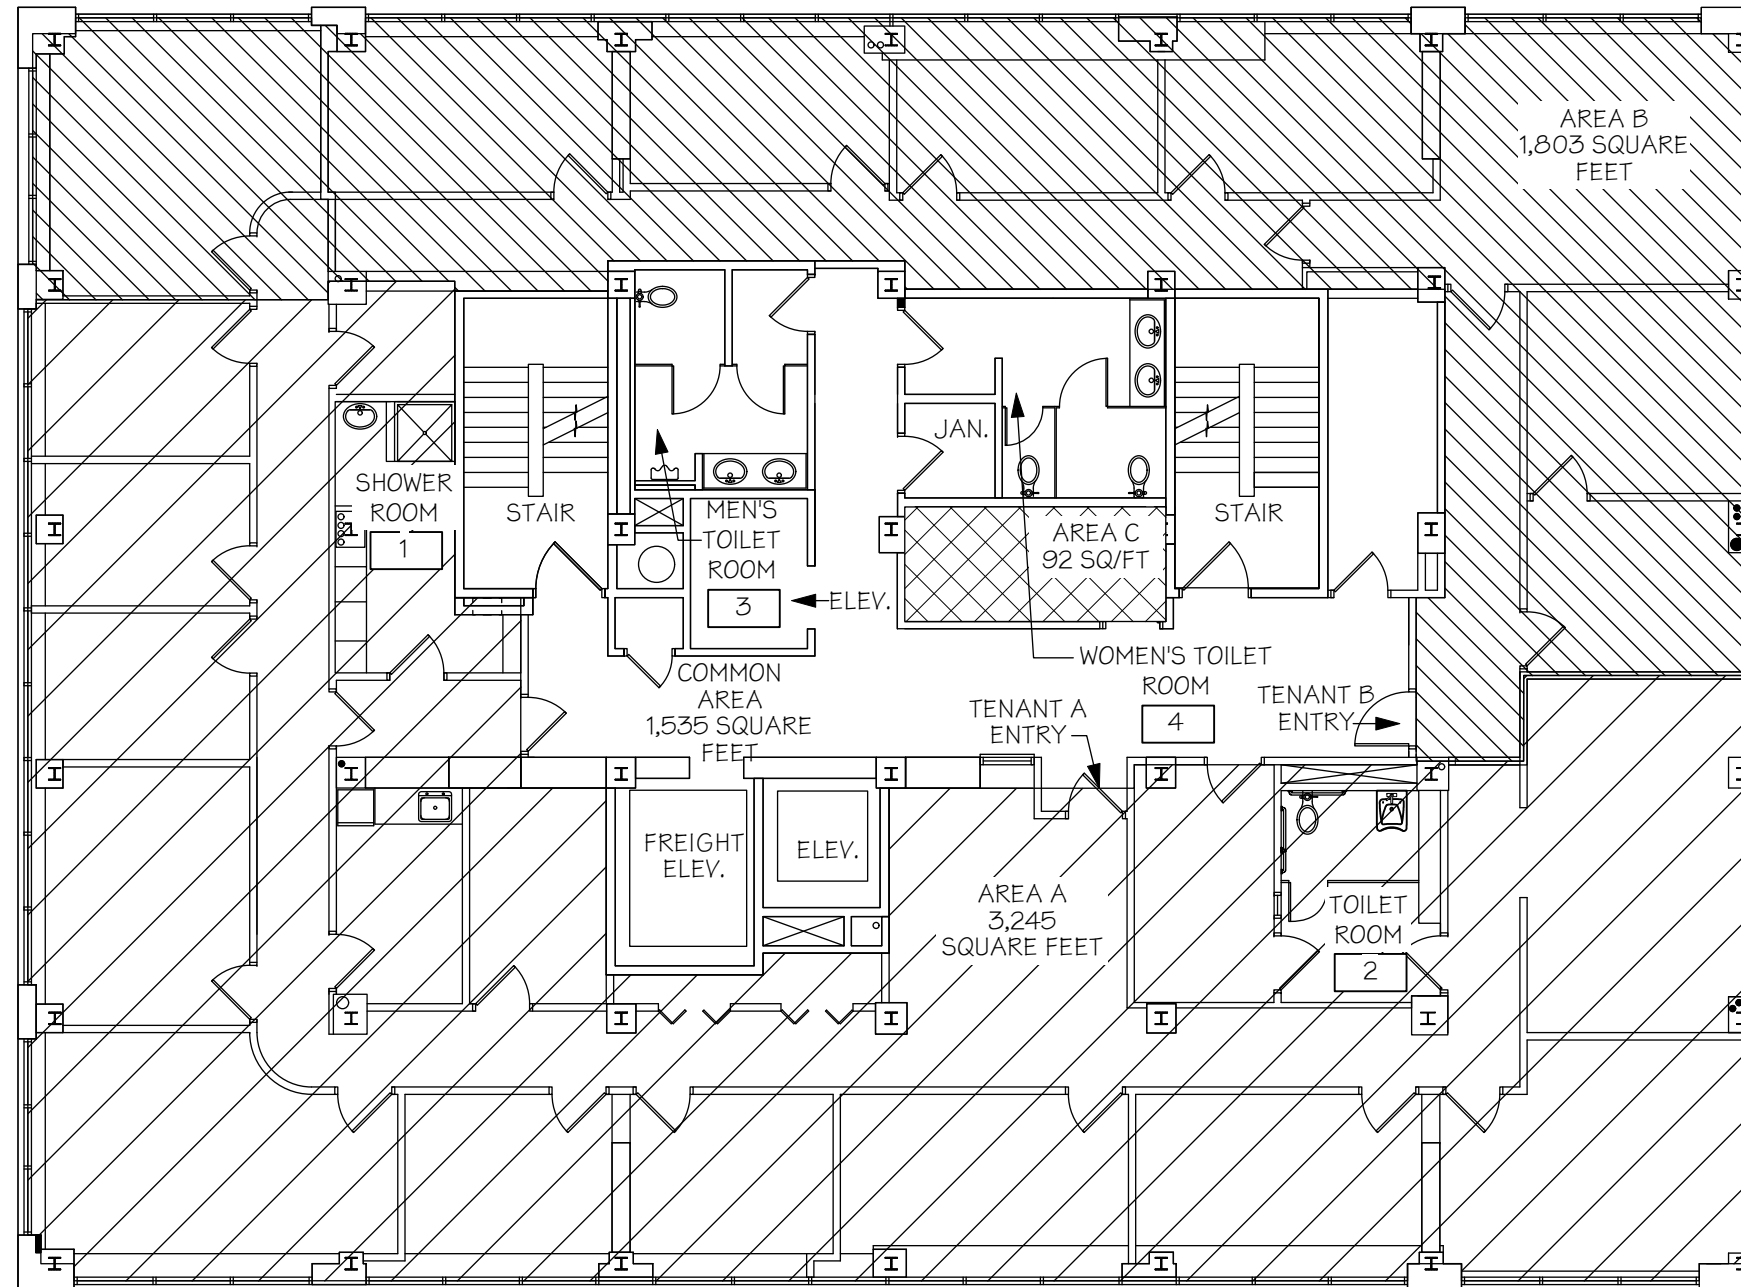 AREA B
1,803 SQUARE
FEET
JAN.
SHOWER
ROOM
1
STAIR
MEN'S
TOILET
ROOM
3
ELEV.
AREA C
92 SQ/FT
STAIR
WOMEN'S TOILET
ROOM
4
COMMON
AREA
1,535 SQUARE
FEET
TENANT A
ENTRY
TENANT B
ENTRY
FREIGHT
ELEV.
ELEV.
AREA A
3,245
SQUARE FEET
TOILET
ROOM
2